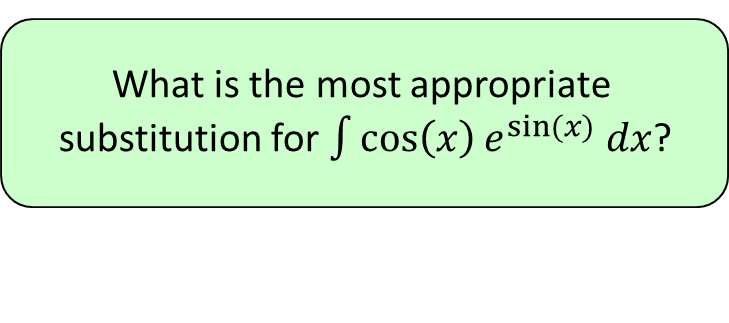 What is the most appropriate
substitution for ∫ cos(x) e^sin(x) dx?